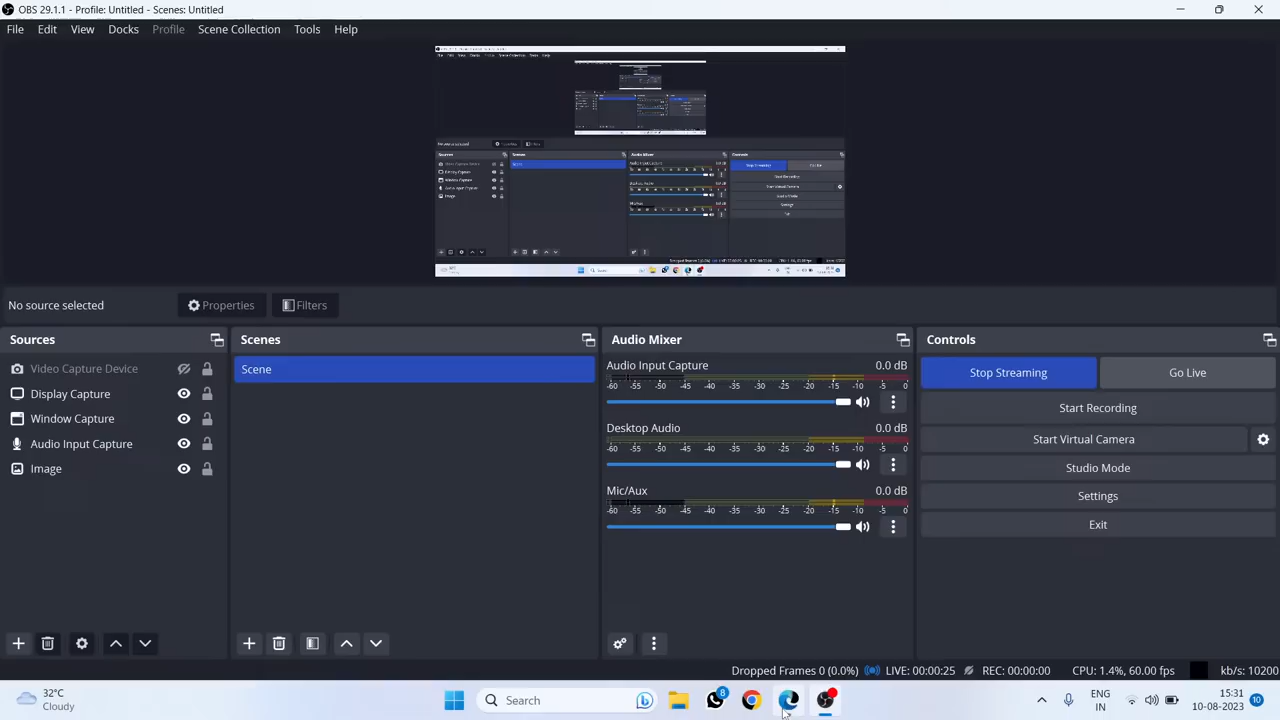 OBS 29.1.1 - Profile: Untitled - Scenes: Untitled
File Edit View Docks Profile Scene Collection Tools Help
No source selected Properties Filters
Sources Scenes Audio Mixer Controls
Video Capture Device
Display Capture
Window Capture
Audio Input Capture
Image
Scene
Audio Input Capture 0.0 dB
-60 -55 -50 -45 -40 -35 -30 -25 -20 -15 -10 -5 0
Desktop Audio 0.0 dB
-60 -55 -50 -45 -40 -35 -30 -25 -20 -15 -10 -5 0
Mic/Aux 0.0 dB
-60 -55 -50 -45 -40 -35 -30 -25 -20 -15 -10 -5 0
Stop Streaming Go Live
Start Recording
Start Virtual Camera
Studio Mode
Settings
Exit
Dropped Frames 0 (0.0%) LIVE: 00:00:25 REC: 00:00:00 CPU: 1.4%, 60.00 fps kb/s: 10200
32°C
Cloudy
Search
8
ENG
IN
15:31
10-08-2023
10